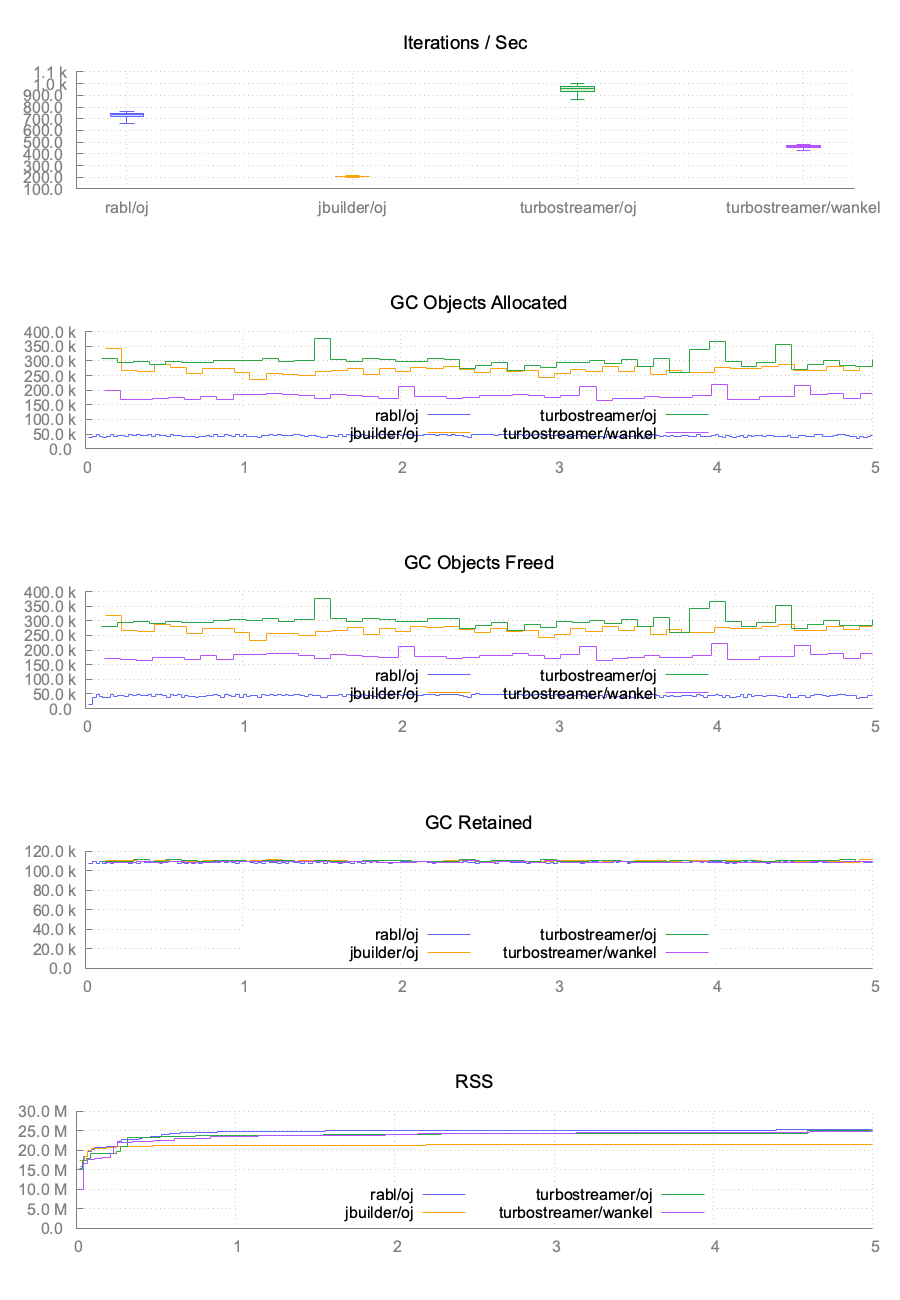 Iterations / Sec
1.1 k
1.0 k
900.0
800.0
700.0
600.0
500.0
400.0
300.0
200.0
100.0
rabl/oj jbuilder/oj turbostreamer/oj turbostreamer/wankel
GC Objects Allocated
400.0 k
350.0 k
300.0 k
250.0 k
200.0 k
150.0 k
100.0 k
50.0 k
0.0
rabl/oj turbostreamer/oj
jbuilder/oj turbostreamer/wankel
0 1 2 3 4 5
GC Objects Freed
400.0 k
350.0 k
300.0 k
250.0 k
200.0 k
150.0 k
100.0 k
50.0 k
0.0
rabl/oj turbostreamer/oj
jbuilder/oj turbostreamer/wankel
0 1 2 3 4 5
GC Retained
120.0 k
100.0 k
80.0 k
60.0 k
40.0 k
20.0 k
0.0
rabl/oj turbostreamer/oj
jbuilder/oj turbostreamer/wankel
0 1 2 3 4 5
RSS
30.0 M
25.0 M
20.0 M
15.0 M
10.0 M
5.0 M
0.0
rabl/oj turbostreamer/oj
jbuilder/oj turbostreamer/wankel
0 1 2 3 4 5